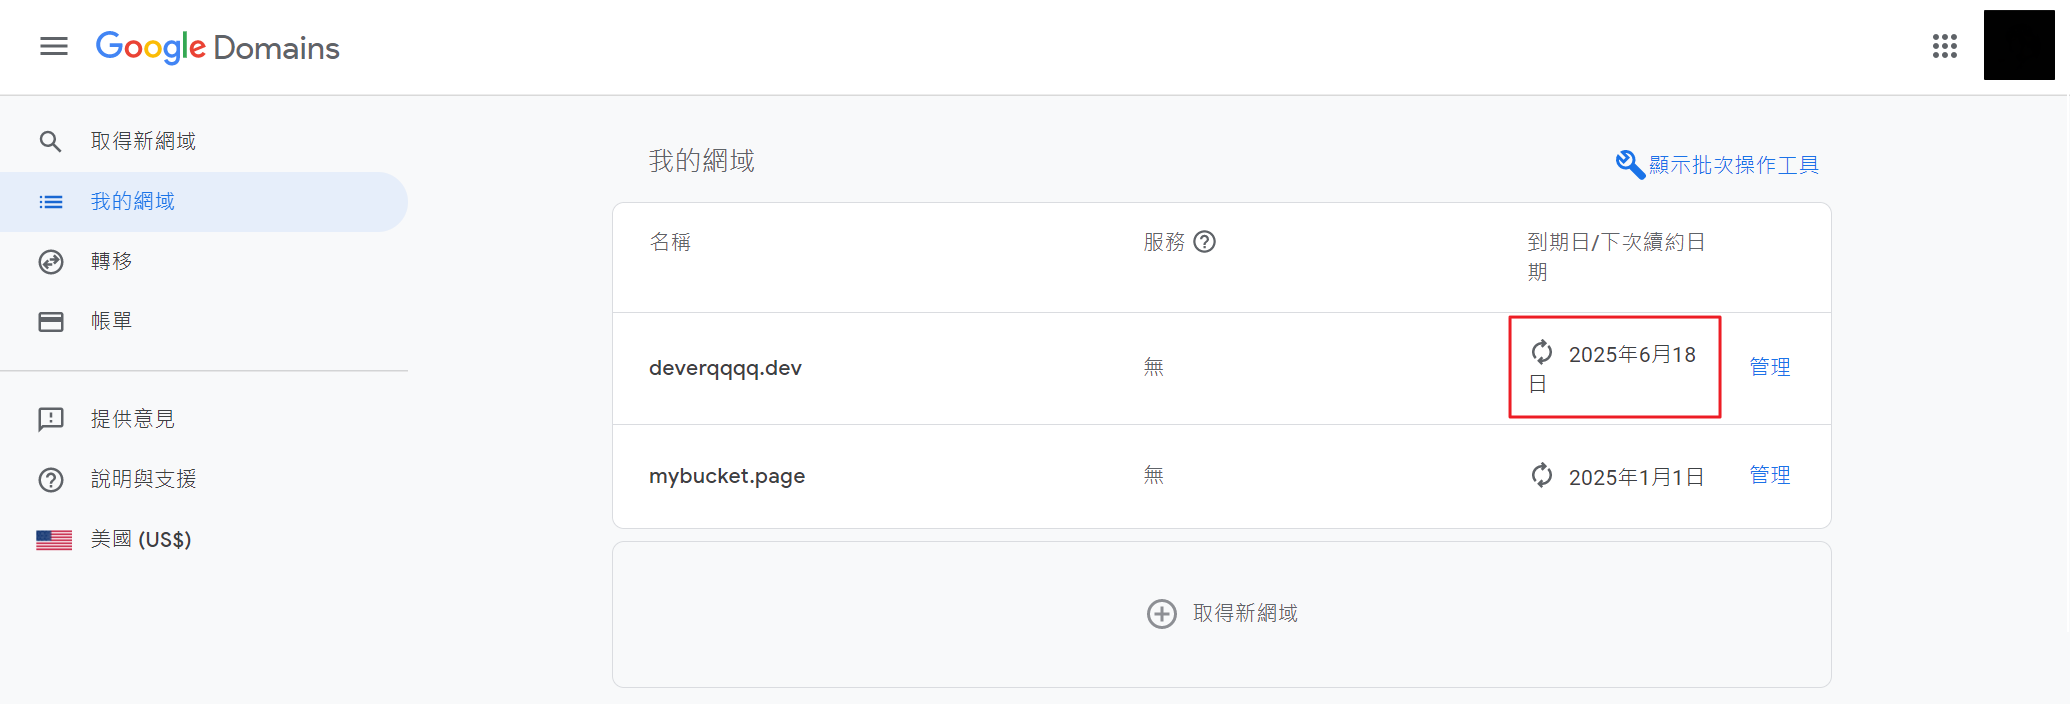 Google Domains
取得新網域
我的網域
轉移
帳單
提供意見
說明與支援
美國 (US$)
我的網域
顯示批次操作工具
名稱
服務
到期日/下次續約日
期
deverqqqq.dev
無
2025年6月18
日
管理
mybucket.page
無
2025年1月1日
管理
取得新網域